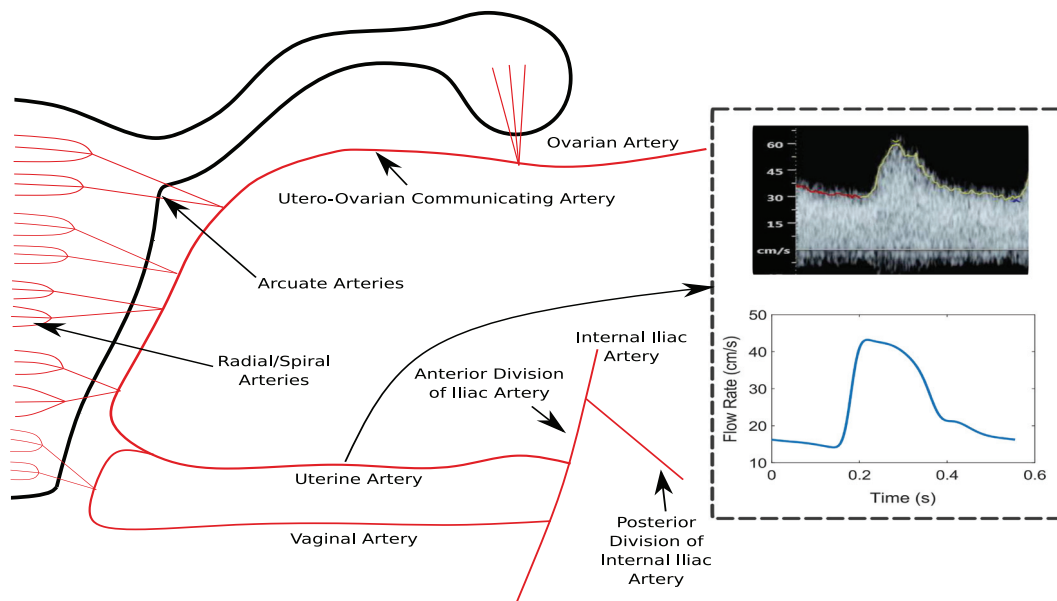 Ovarian Artery
Utero-Ovarian Communicating Artery
Arcuate Arteries
Radial/Spiral
Arteries
Internal Iliac
Artery
Anterior Division
of Iliac Artery
Uterine Artery
Vaginal Artery
Posterior
Division of
Internal Iliac
Artery
60
45
30
15
cm/s
50
40
30
20
10
Flow Rate (cm/s)
0
0.2
0.4
0.6
Time (s)